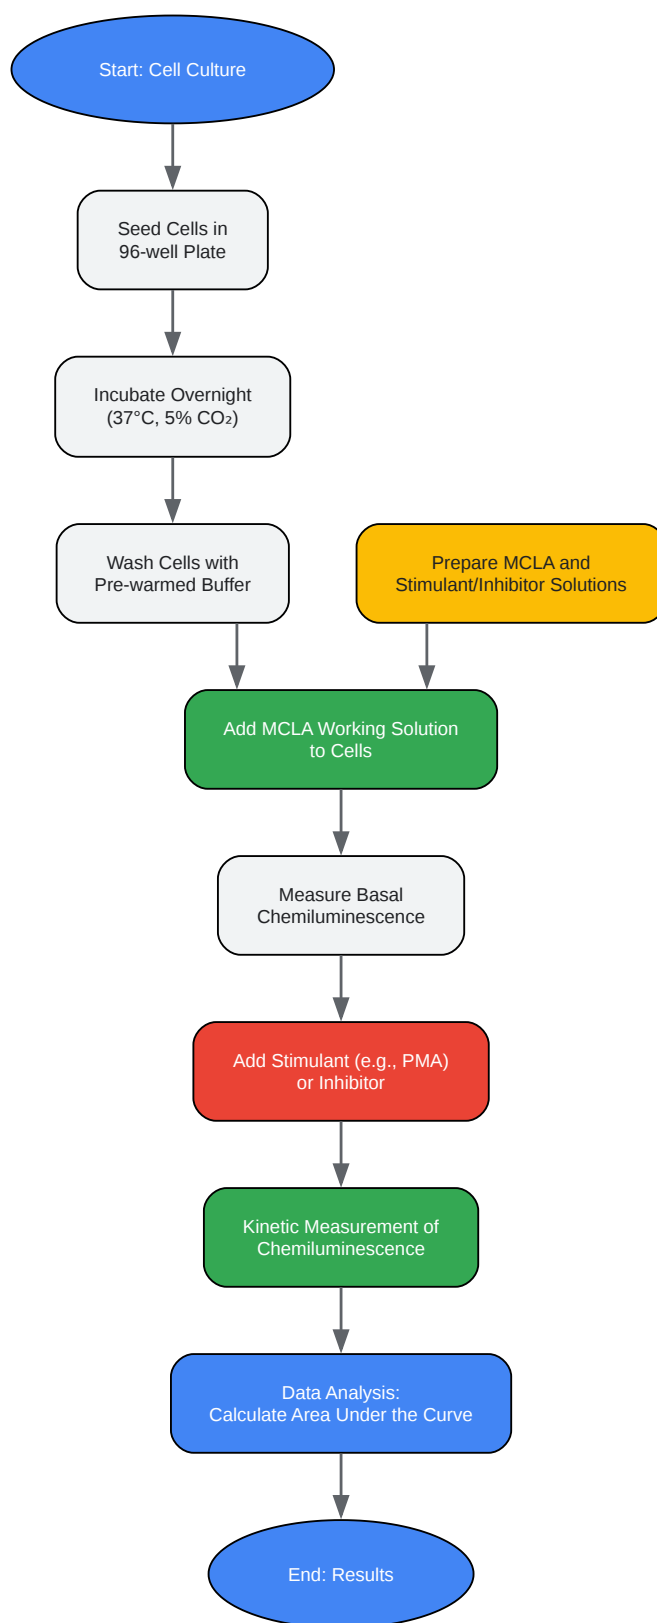 Start: Cell Culture
Seed Cells in
96-well Plate
Incubate Overnight
(37°C, 5% CO₂)
Wash Cells with
Pre-warmed Buffer
Prepare MCLA and
Stimulant/Inhibitor Solutions
Add MCLA Working Solution
to Cells
Measure Basal
Chemiluminescence
Add Stimulant (e.g., PMA)
or Inhibitor
Kinetic Measurement of
Chemiluminescence
Data Analysis:
Calculate Area Under the Curve
End: Results